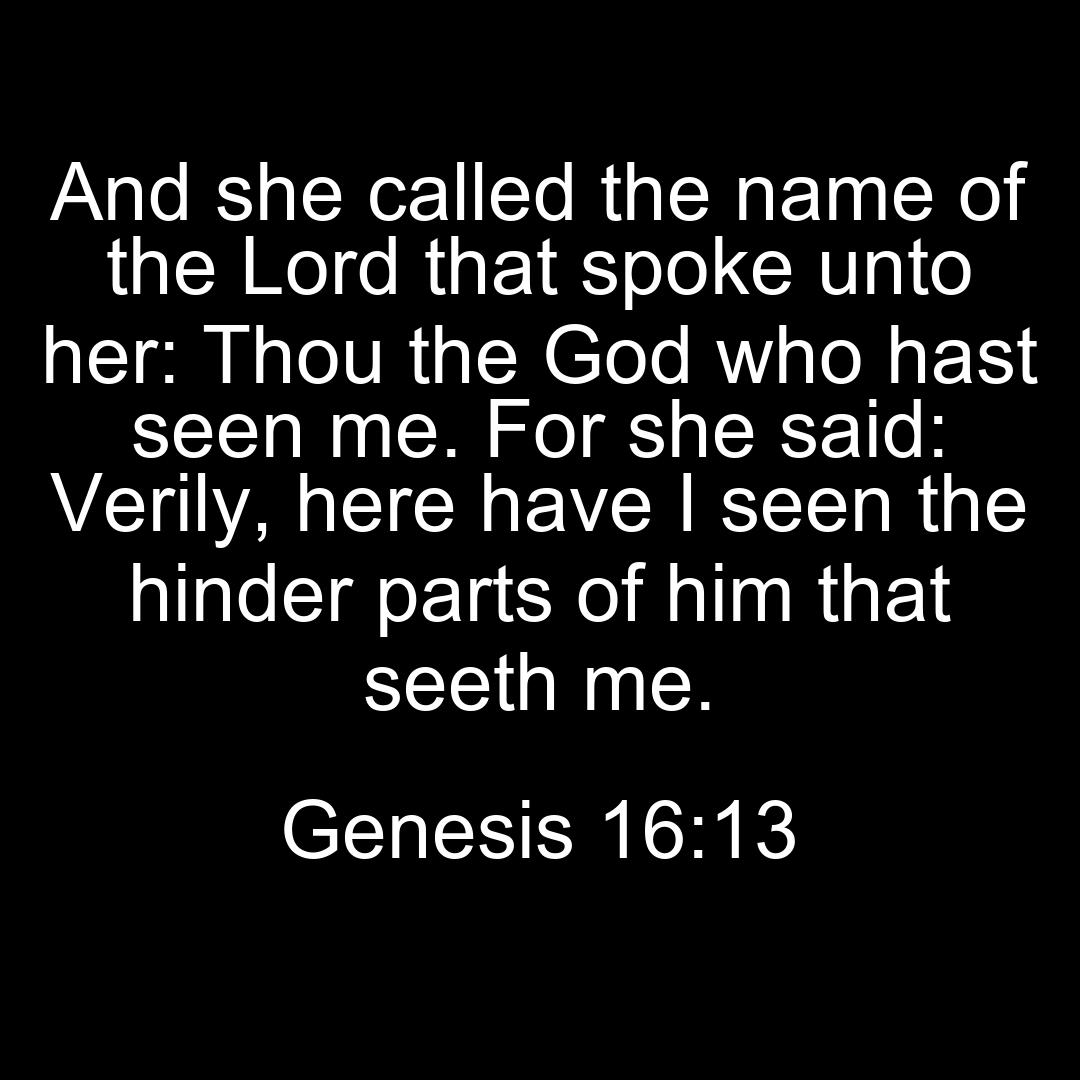 And she called the name of
the Lord that spoke unto
her: Thou the God who hast
seen me. For she said:
Verily, here have I seen the
hinder parts of him that
seeth me.
Genesis 16:13